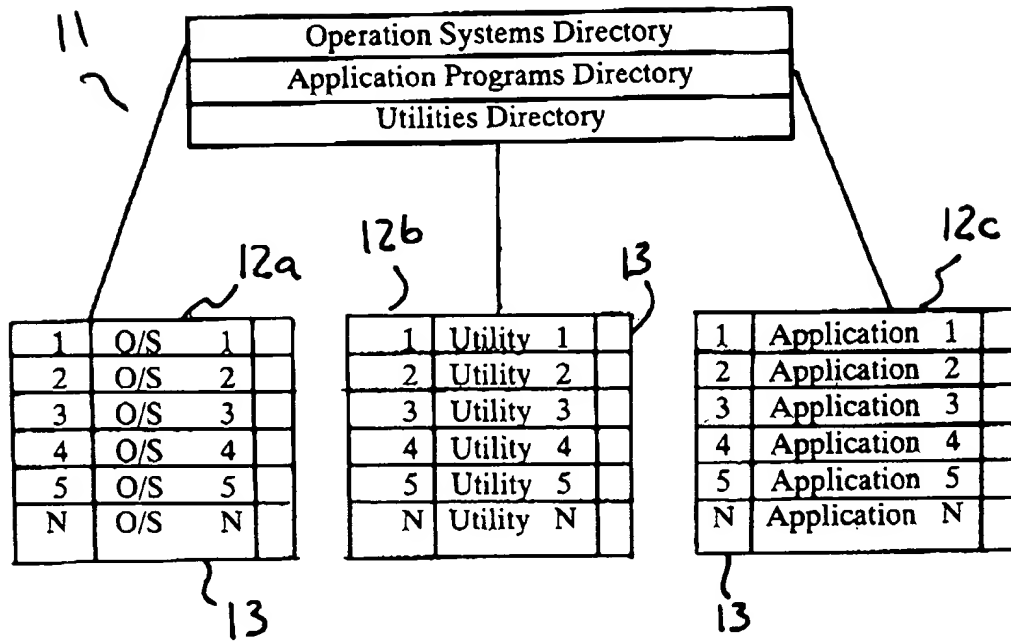 11
Operation Systems Directory
Application Programs Directory
Utilities Directory
12a
12b
13
12c
1 O/S 1
2 O/S 2
3 O/S 3
4 O/S 4
5 O/S 5
N O/S N
13
1 Utility 1
2 Utility 2
3 Utility 3
4 Utility 4
5 Utility 5
N Utility N
1 Application 1
2 Application 2
3 Application 3
4 Application 4
5 Application 5
N Application N
13